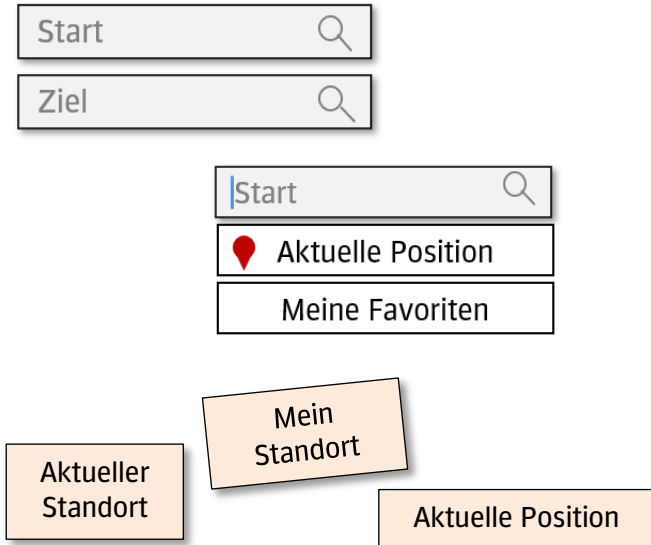 Start
Ziel
Start
Aktuelle Position
Meine Favoriten
Mein
Standort
Aktueller
Standort
Aktuelle Position